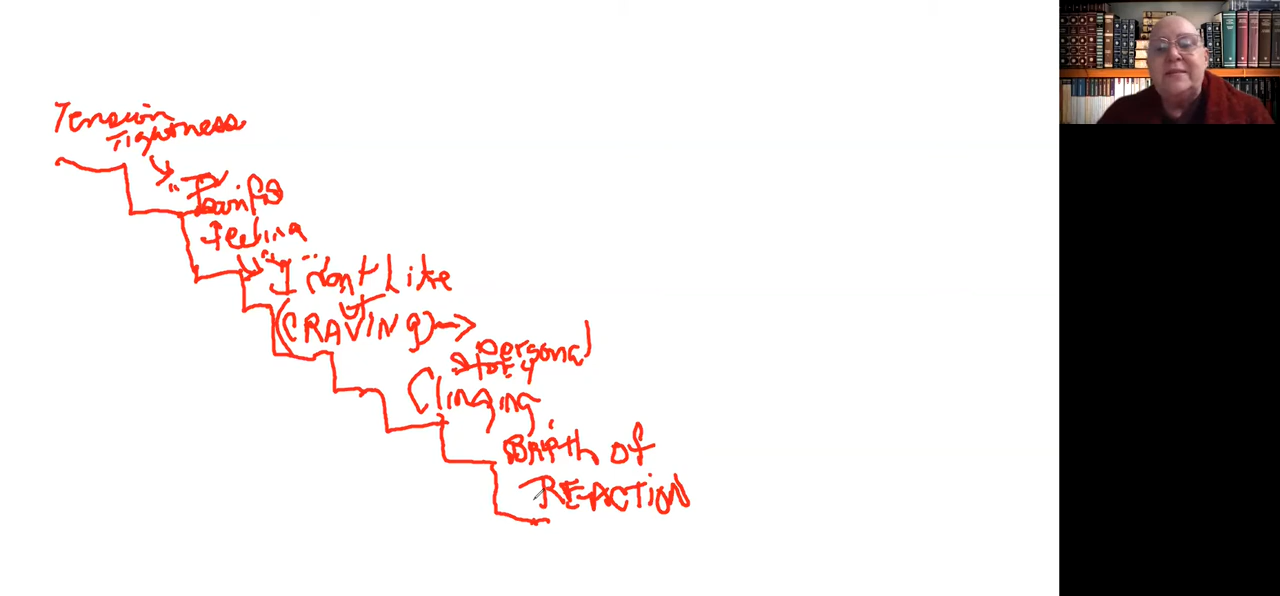 Tension
Tightness
"Painful
feeling
"I don't Like
(CRAVING) →
personal
story
Clinging
Birth of
REACTION